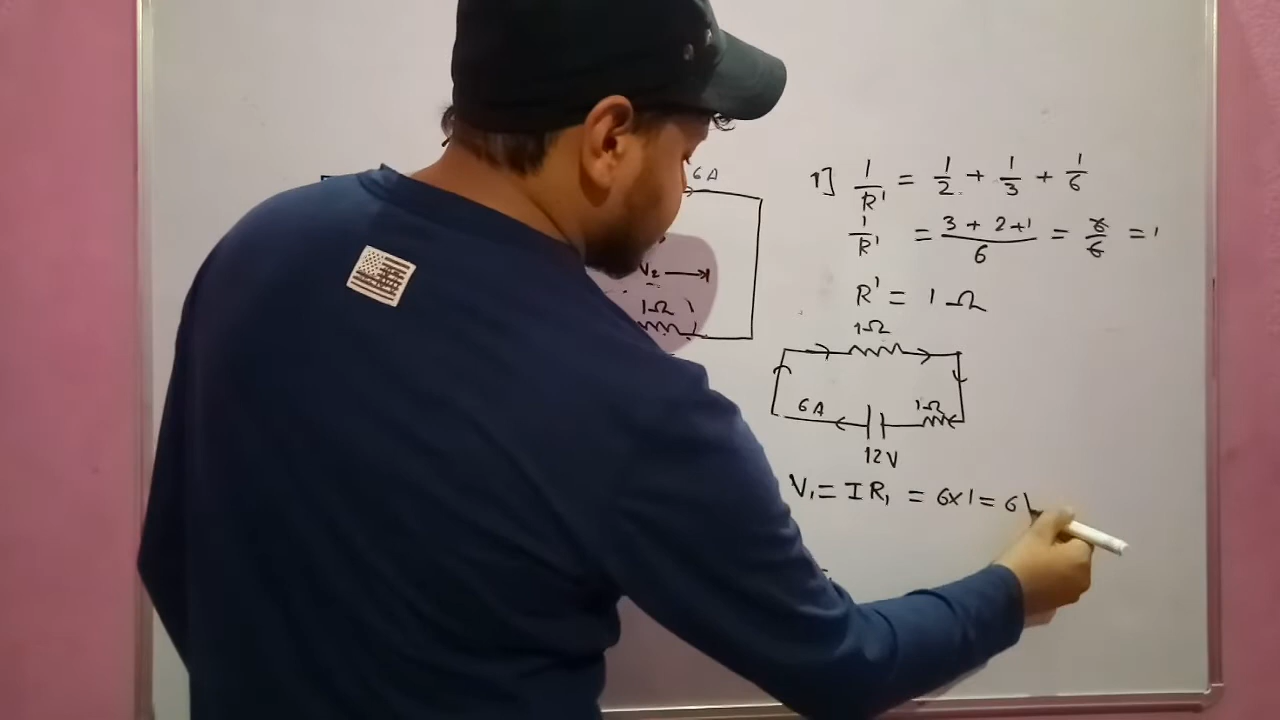 6A
V₂
1Ω
1] 1/R' = 1/2 + 1/3 + 1/6
1/R' = (3 + 2 + 1)/6 = 6/6 = 1
R' = 1 Ω
1Ω
6A
1Ω
12V
V₁ = IR₁ = 6×1 = 6